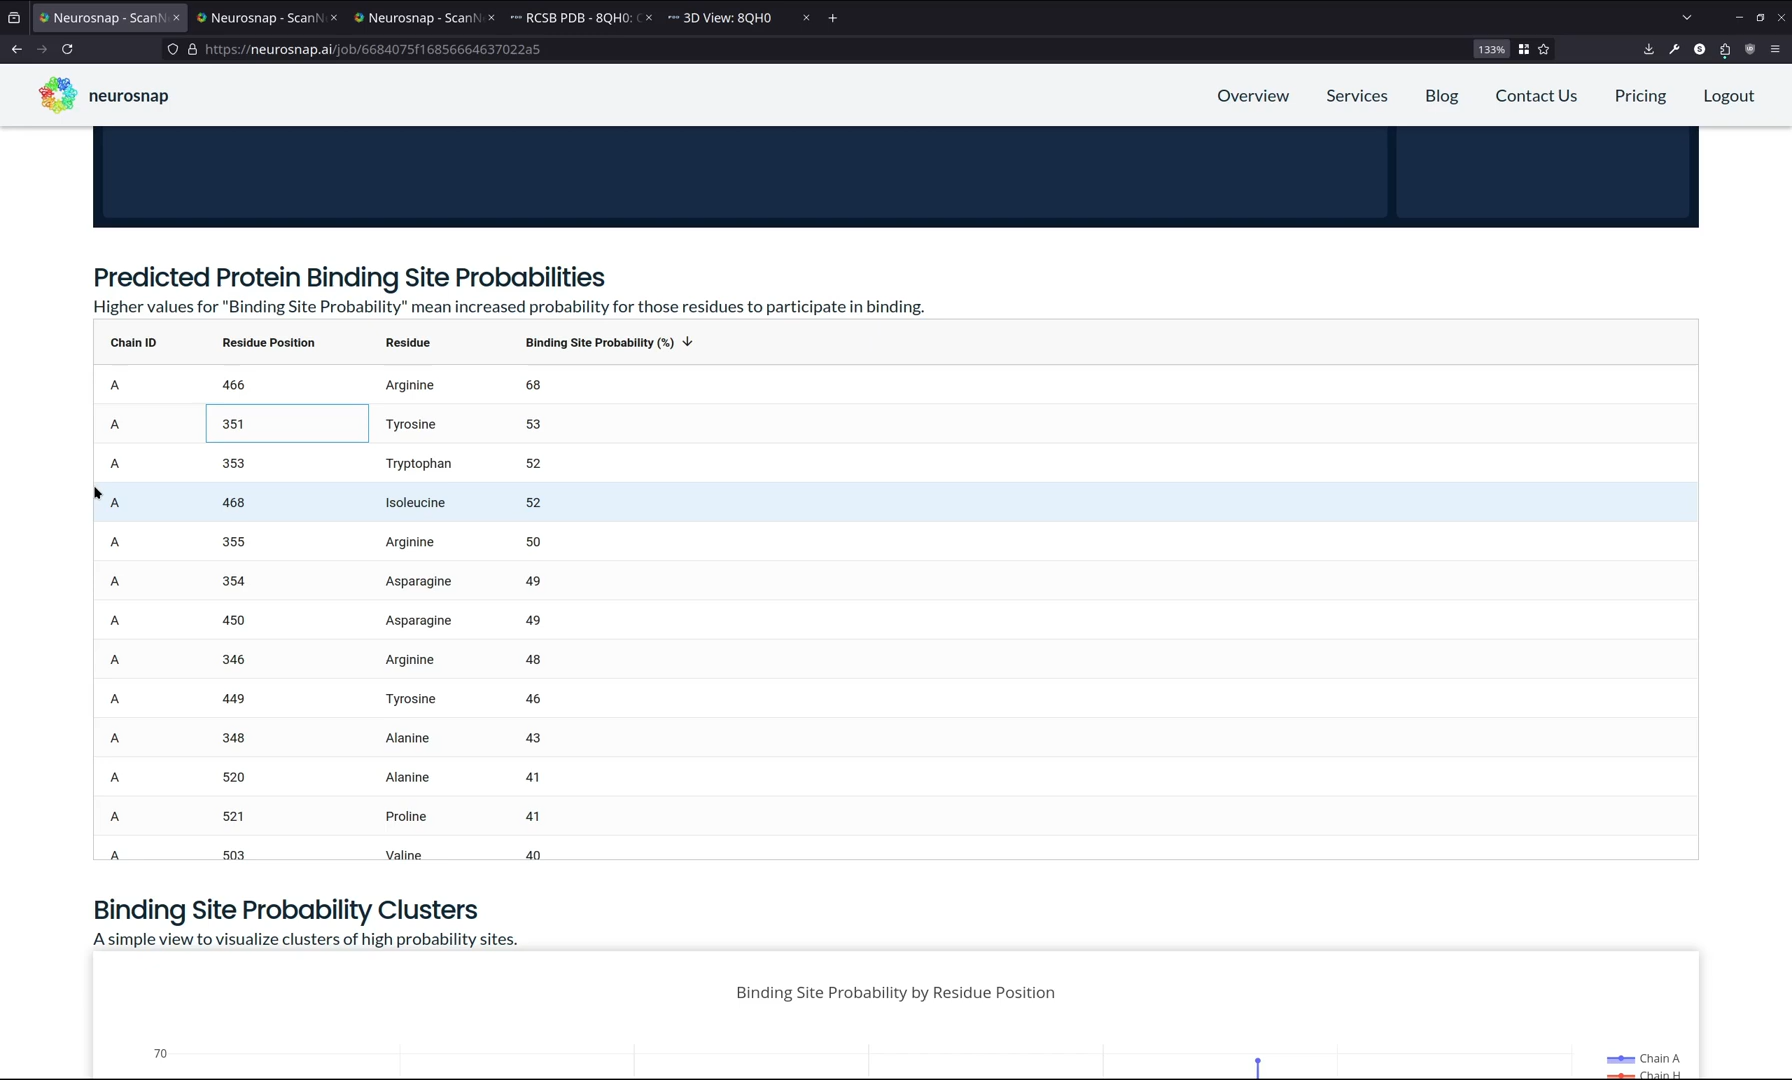 Neurosnap - ScanN
Neurosnap - ScanN
Neurosnap - ScanN
RCSB PDB - 8QH0:
3D View: 8QH0
https://neurosnap.ai/job/6684075f16856664637022a5
133%
neurosnap
Overview
Services
Blog
Contact Us
Pricing
Logout
Predicted Protein Binding Site Probabilities
Higher values for "Binding Site Probability" mean increased probability for those residues to participate in binding.
Chain ID Residue Position Residue Binding Site Probability (%)
A 466 Arginine 68
A 351 Tyrosine 53
A 353 Tryptophan 52
A 468 Isoleucine 52
A 355 Arginine 50
A 354 Asparagine 49
A 450 Asparagine 49
A 346 Arginine 48
A 449 Tyrosine 46
A 348 Alanine 43
A 520 Alanine 41
A 521 Proline 41
A 503 Valine 40
Binding Site Probability Clusters
A simple view to visualize clusters of high probability sites.
Binding Site Probability by Residue Position
70
Chain A
Chain H